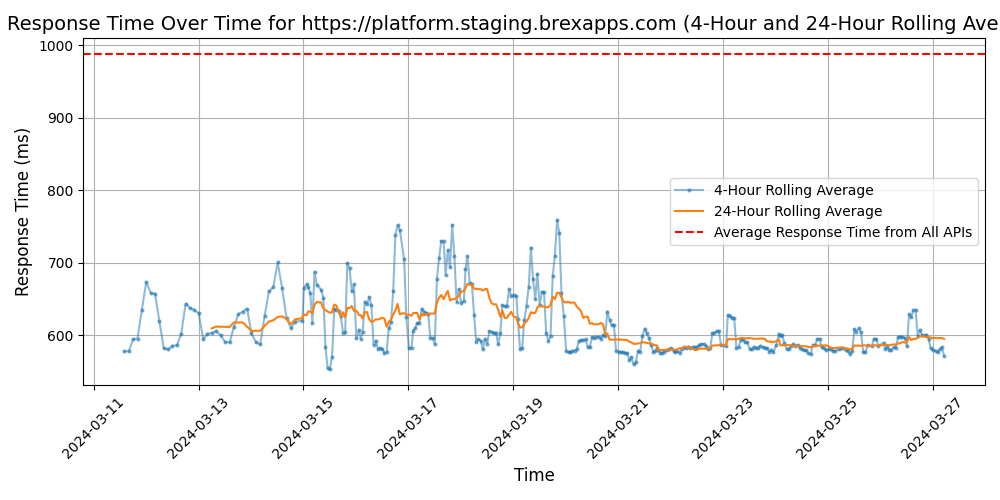 Response Time Over Time for https://platform.staging.brexapps.com (4-Hour and 24-Hour Rolling Ave
1000
900
800
700
600
Response Time (ms)
4-Hour Rolling Average
24-Hour Rolling Average
Average Response Time from All APIs
2024-03-11
2024-03-13
2024-03-15
2024-03-17
2024-03-19
2024-03-21
2024-03-23
2024-03-25
2024-03-27
Time